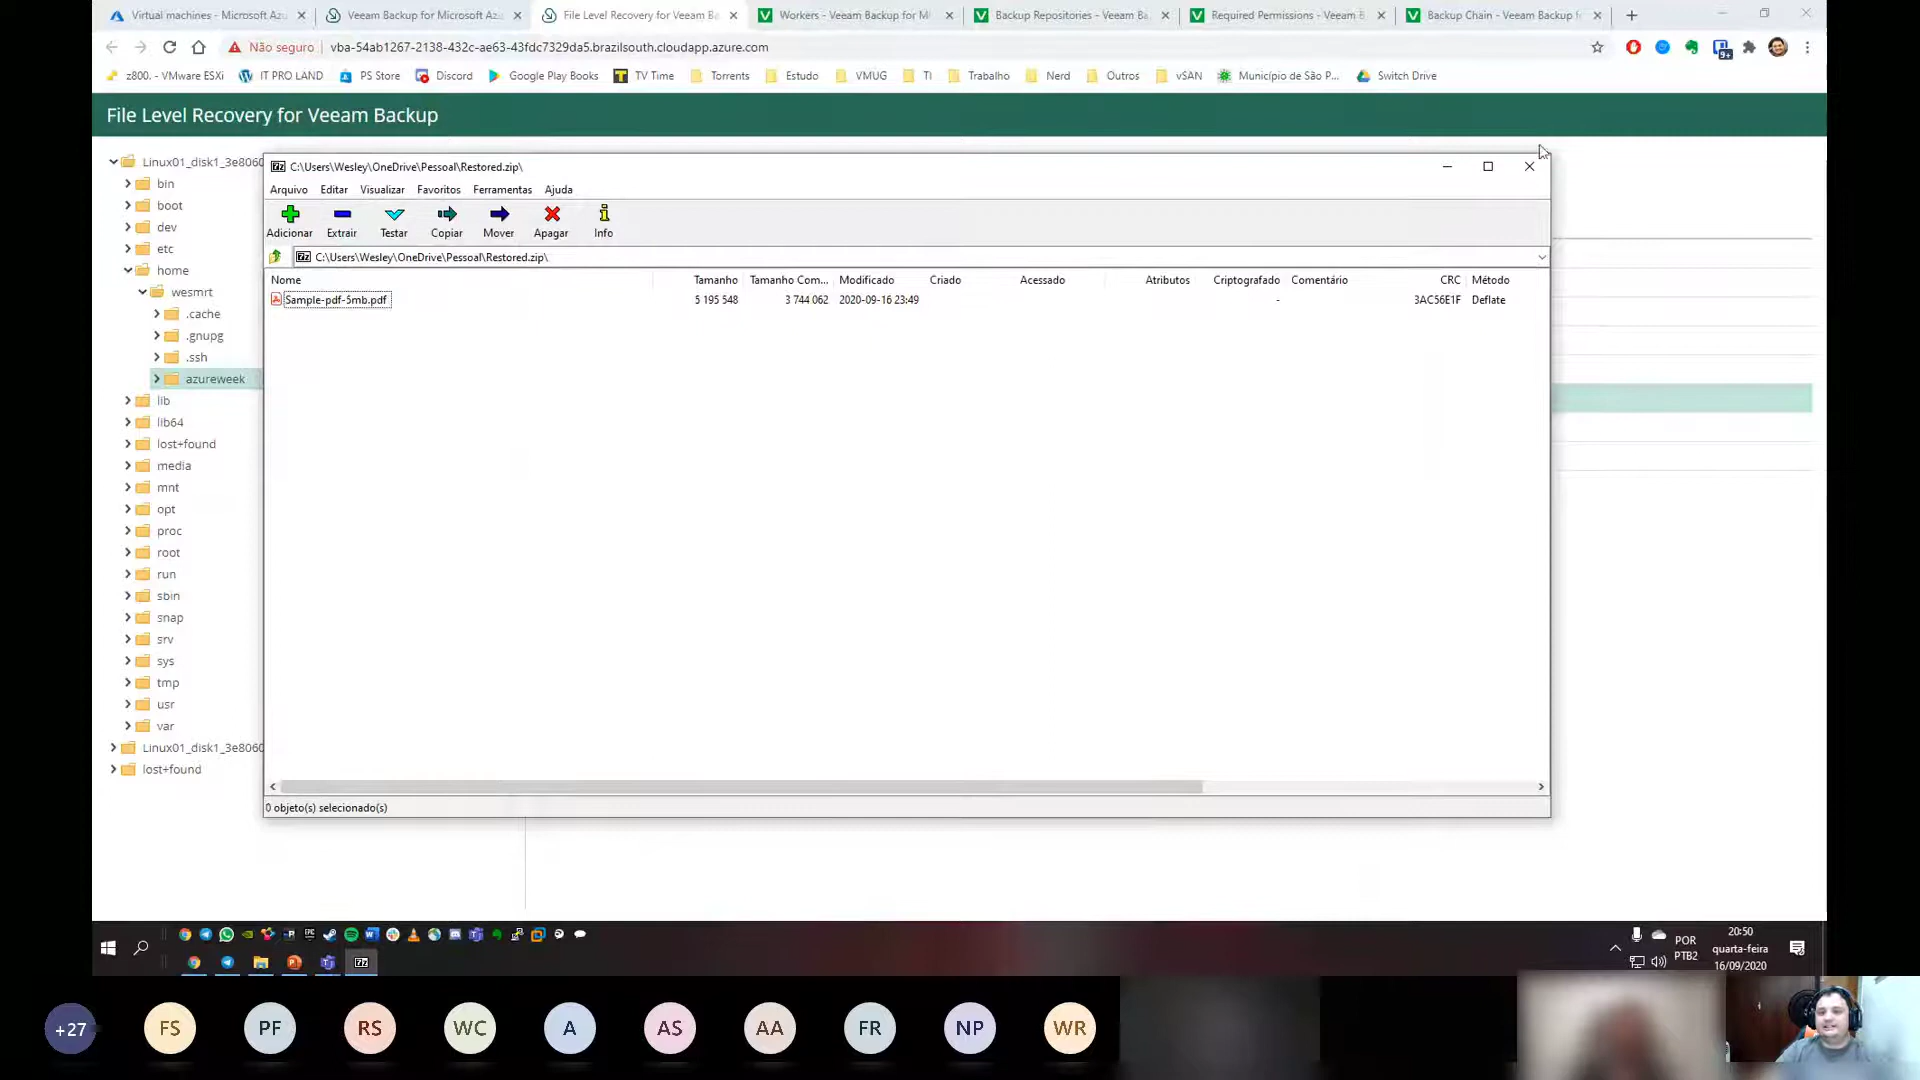 Virtual machines - Microsoft Azu
Veeam Backup for Microsoft Azu
File Level Recovery for Veeam Ba
Workers - Veeam Backup for Mi
Backup Repositories - Veeam Ba
Required Permissions - Veeam B
Backup Chain - Veeam Backup f
Não seguro | vba-54ab1267-2138-432c-ae63-43fdc7329da5.brazilsouth.cloudapp.azure.com
z800. - VMware ESXi
IT PRO LAND
PS Store
Discord
Google Play Books
TV Time
Torrents
Estudo
VMUG
TI
Trabalho
Nerd
Outros
vSAN
Município de São P...
Switch Drive
File Level Recovery for Veeam Backup
Linux01_disk1_3e8060
bin
boot
dev
etc
home
wesmrt
.cache
.gnupg
.ssh
azureweek
lib
lib64
lost+found
media
mnt
opt
proc
root
run
sbin
snap
srv
sys
tmp
usr
var
Linux01_disk1_3e8060
lost+found
C:\Users\Wesley\OneDrive\Pessoal\Restored.zip\
Arquivo Editar Visualizar Favoritos Ferramentas Ajuda
Adicionar Extrair Testar Copiar Mover Apagar Info
C:\Users\Wesley\OneDrive\Pessoal\Restored.zip\
Nome Tamanho Tamanho Com... Modificado Criado Acessado Atributos Criptografado Comentário CRC Método
Sample-pdf-5mb.pdf 5 195 548 3 744 062 2020-09-16 23:49 - 3AC56E1F Deflate
0 objeto(s) selecionado(s)
POR
PTB2
20:50
quarta-feira
16/09/2020
+27 FS PF RS WC A AS AA FR NP WR